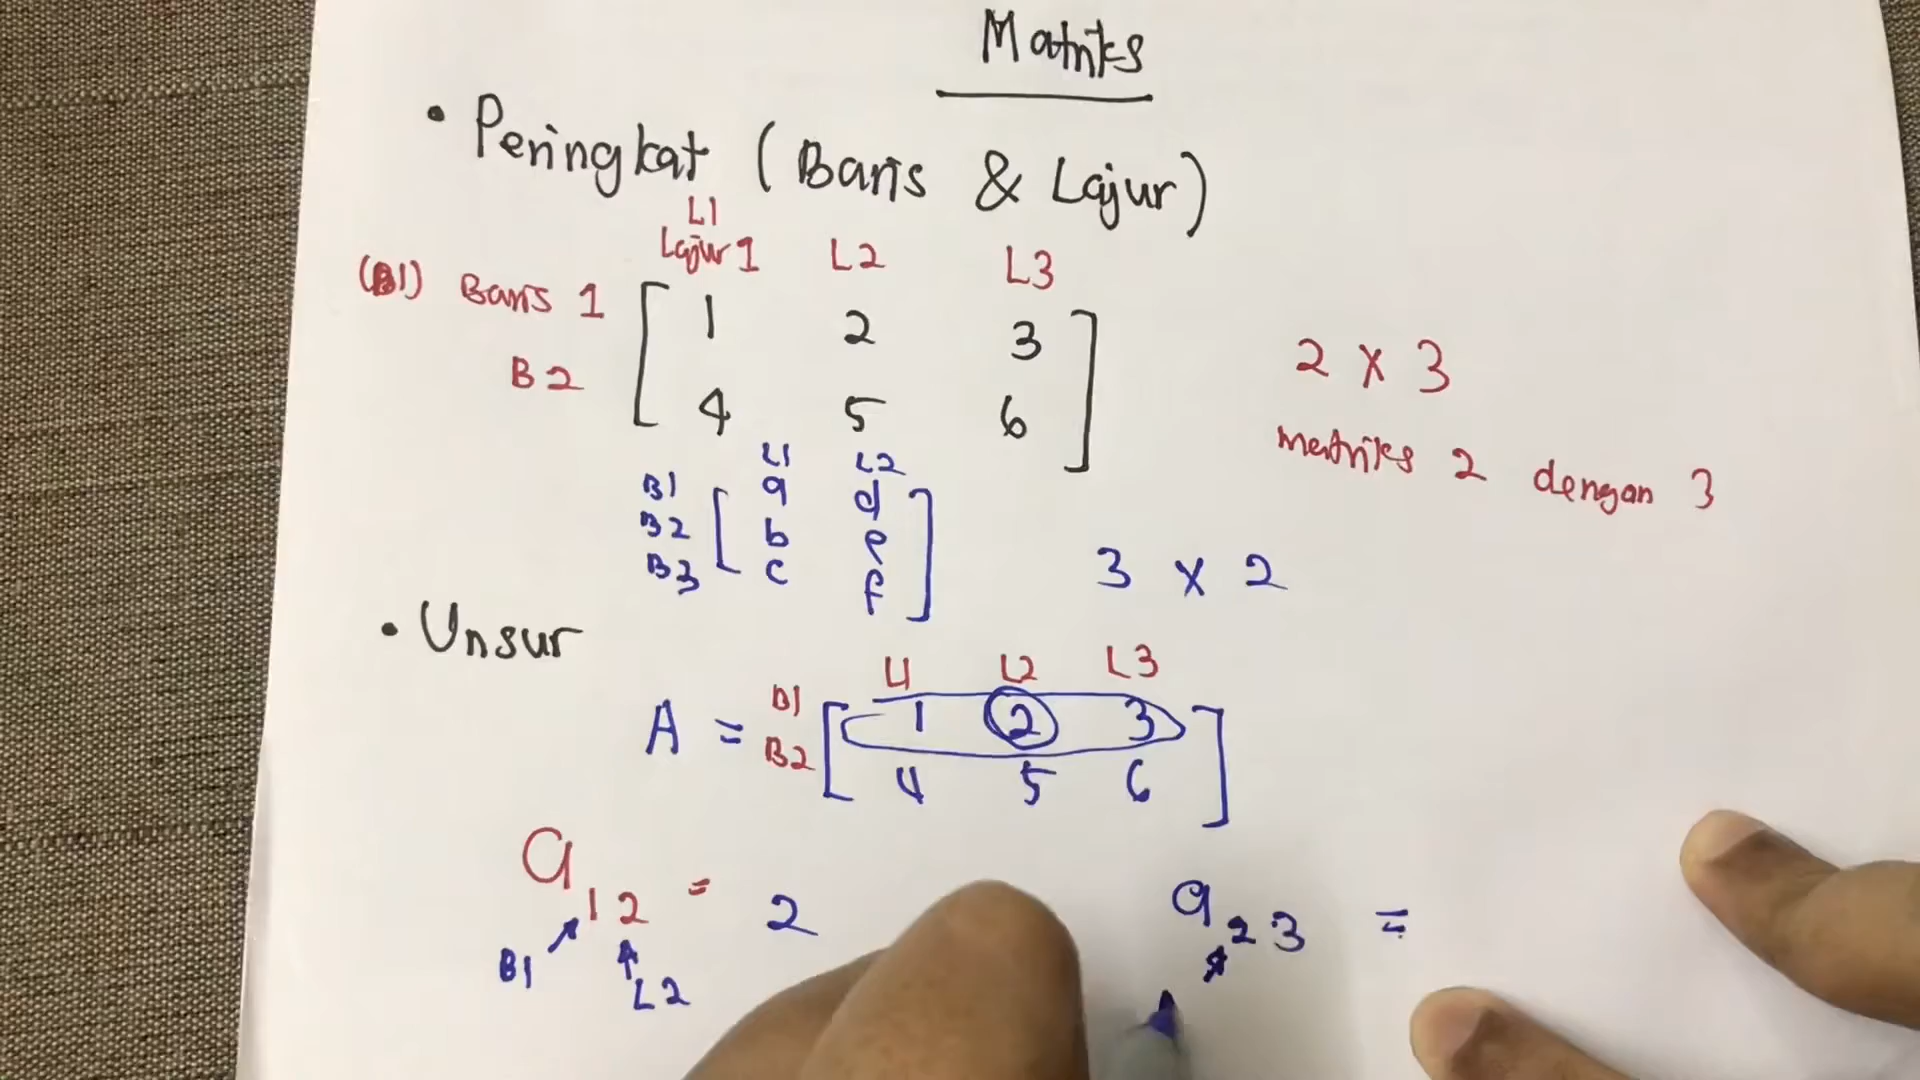 Matriks
• Peringkat (Baris & Lajur)
L1
Lajur 1 L2 L3
(B1) Baris 1 [ 1 2 3 ]
B2 [ 4 5 6 ]
2 x 3
matriks 2 dengan 3
L1 L2
B1 [ a d ]
B2 [ b e ]
B3 [ c f ]
3 x 2
• Unsur
L1 L2 L3
A = B1 [ 1 2 3 ]
B2 [ 4 5 6 ]
a12 = 2
B1 L2
a23 =